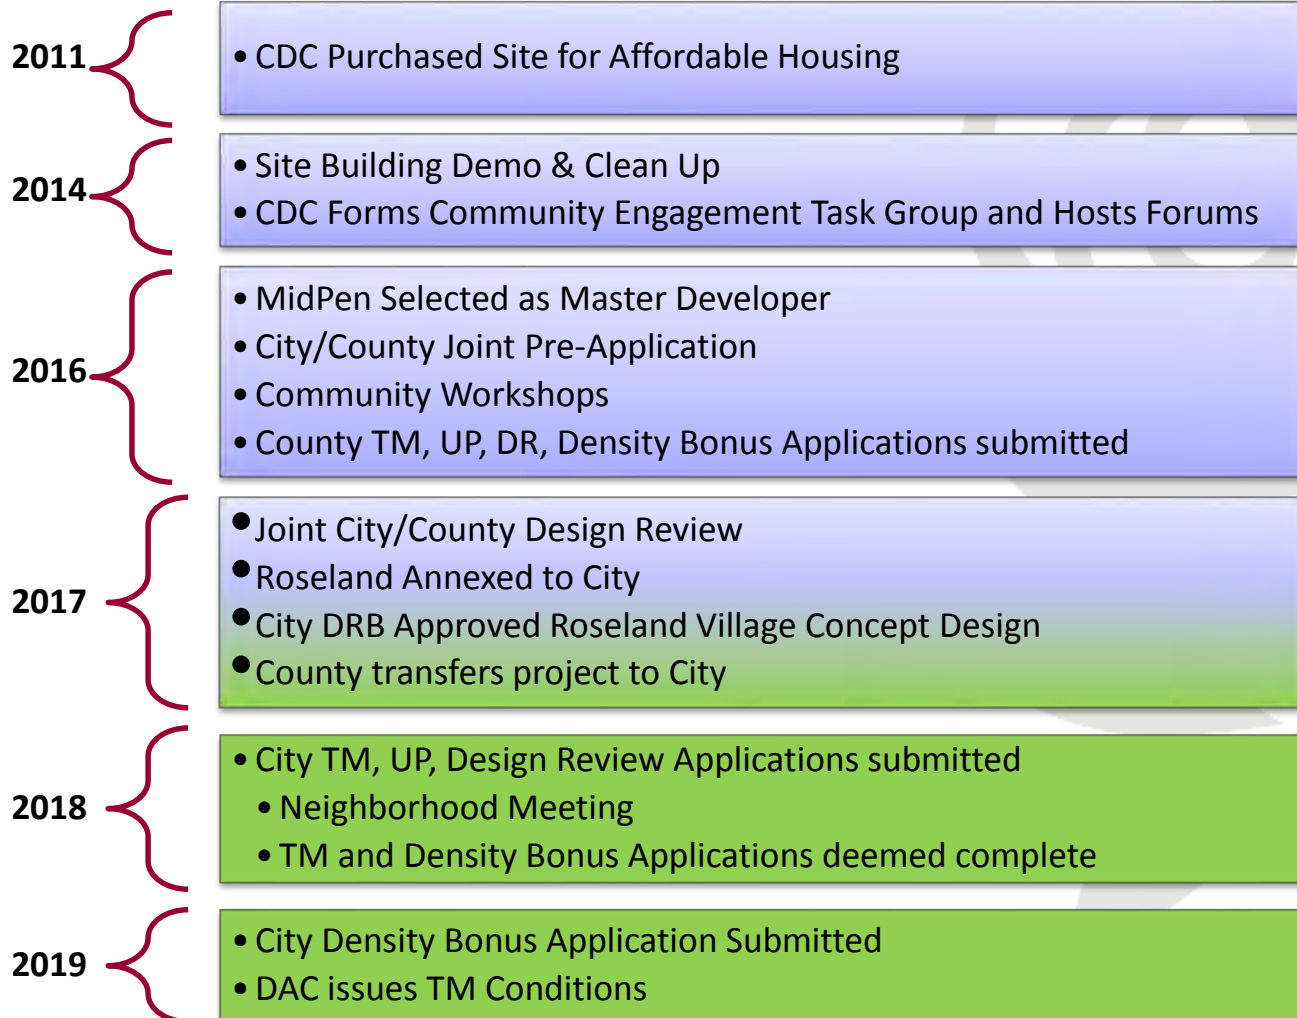 2011
• CDC Purchased Site for Affordable Housing
2014
• Site Building Demo & Clean Up
• CDC Forms Community Engagement Task Group and Hosts Forums
2016
• MidPen Selected as Master Developer
• City/County Joint Pre-Application
• Community Workshops
• County TM, UP, DR, Density Bonus Applications submitted
2017
• Joint City/County Design Review
• Roseland Annexed to City
• City DRB Approved Roseland Village Concept Design
• County transfers project to City
2018
• City TM, UP, Design Review Applications submitted
• Neighborhood Meeting
• TM and Density Bonus Applications deemed complete
2019
• City Density Bonus Application Submitted
• DAC issues TM Conditions